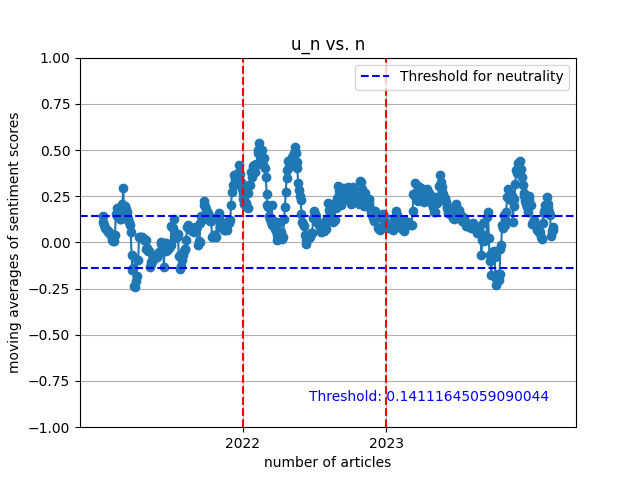 u_n vs. n
Threshold for neutrality
1.00
0.75
0.50
0.25
0.00
−0.25
−0.50
−0.75
−1.00
moving averages of sentiment scores
Threshold: 0.14111645059090044
2022
2023
number of articles